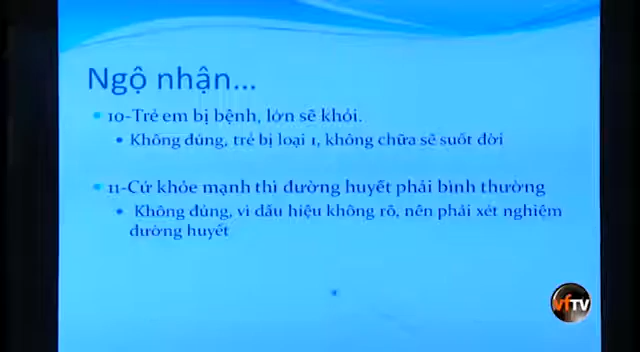 Ngộ nhận...
10-Trẻ em bị bệnh, lớn sẽ khỏi.
Không đúng, trẻ bị loại 1, không chữa sẽ suốt đời
11-Cứ khỏe mạnh thì đường huyết phải bình thường
Không đúng, vì dấu hiệu không rõ, nên phải xét nghiệm
đường huyết
VFTV